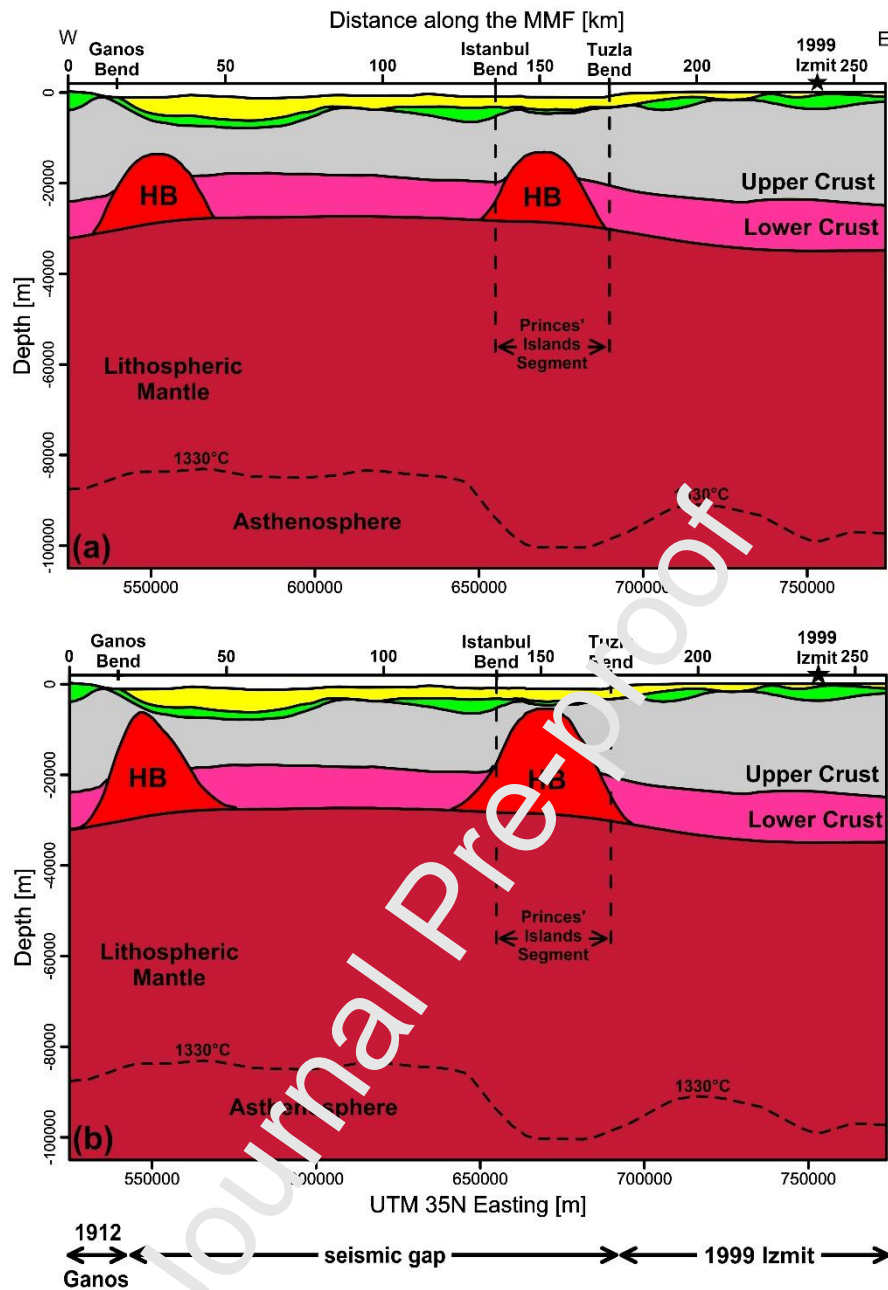 Distance along the MMF [km]
W Ganos Bend Istanbul Bend Tuzla Bend 1999 Izmit E
0 50 100 150 200 250
0
-20000
-40000
-60000
-80000
-100000
Depth [m]
HB HB
Upper Crust
Lower Crust
Princes'
Islands
Segment
Lithospheric
Mantle
1330°C
Asthenosphere
(a)
550000 600000 650000 700000 750000
Ganos Bend Istanbul Bend 1999 Izmit
0 50 100 150 200 250
0
-20000
-40000
-60000
-80000
-100000
Depth [m]
HB HB
Upper Crust
Lower Crust
Princes'
Islands
Segment
Lithospheric
Mantle
1330°C 1330°C
Asthenosphere
(b)
550000 650000 700000 750000
UTM 35N Easting [m]
1912
Ganos
seismic gap
1999 Izmit
Journal Pre-proof